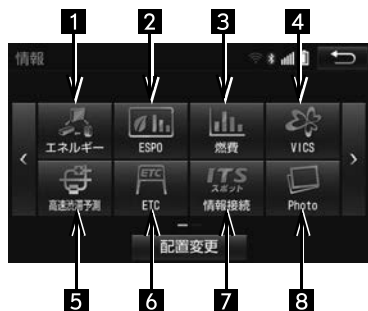 1 2 3 4
情報
エネルギー ESPO 燃費 VICS
ETC ITS
スポット
高速渋滞予測 ETC 情報接続 Photo
配置変更
5 6 7 8